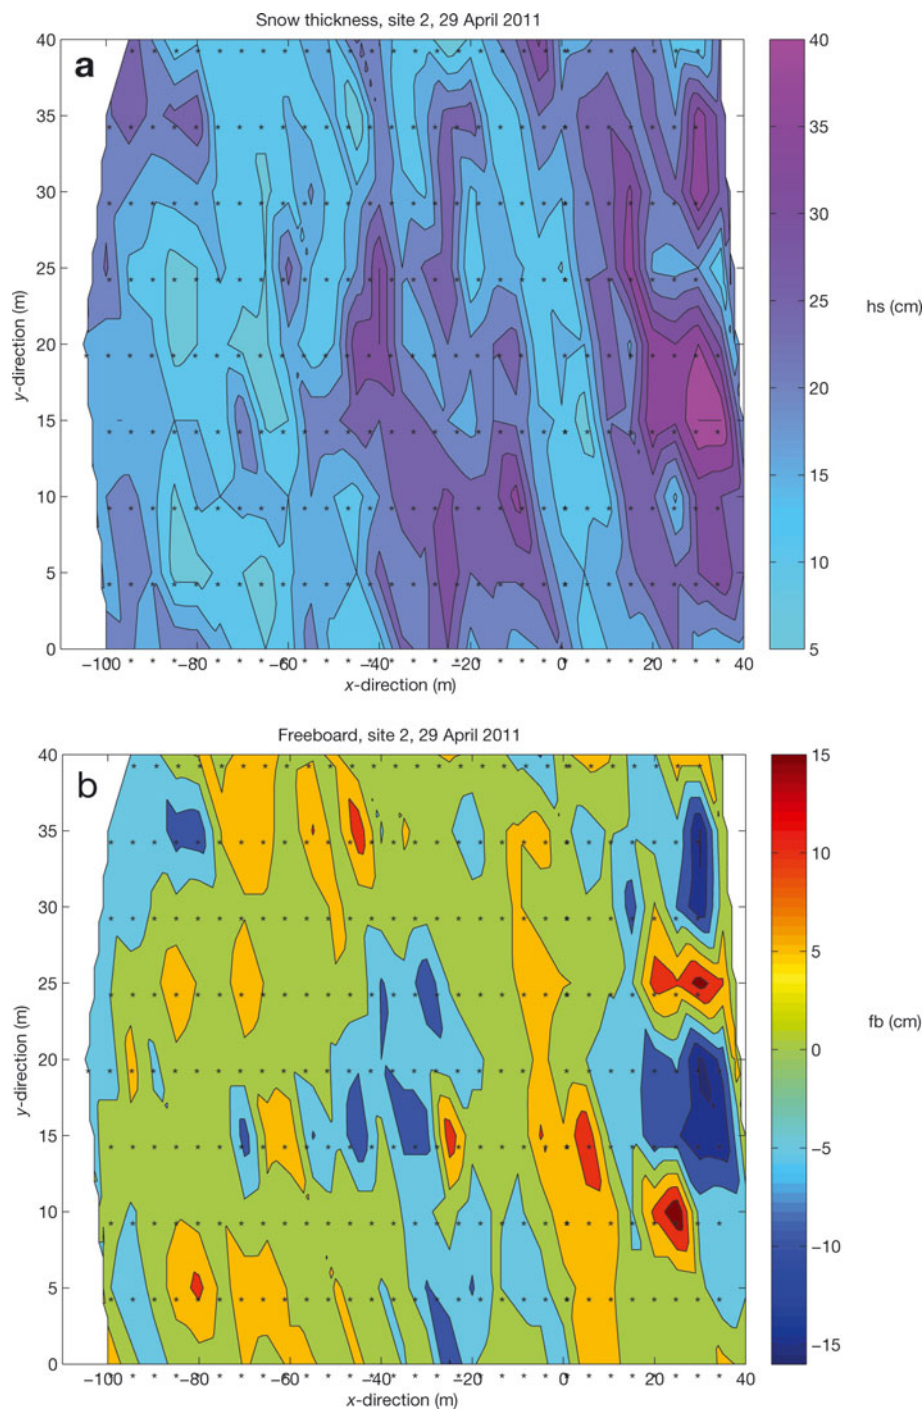 Snow thickness, site 2, 29 April 2011
a
40
35
30
25
20
15
10
5
0
y-direction (m)
−100 −80 −60 −40 −20 0 20 40
x-direction (m)
40
35
30
25
20
15
10
5
hs (cm)
Freeboard, site 2, 29 April 2011
b
40
35
30
25
20
15
10
5
0
y-direction (m)
−100 −80 −60 −40 −20 0 20 40
x-direction (m)
15
10
5
0
−5
−10
−15
fb (cm)